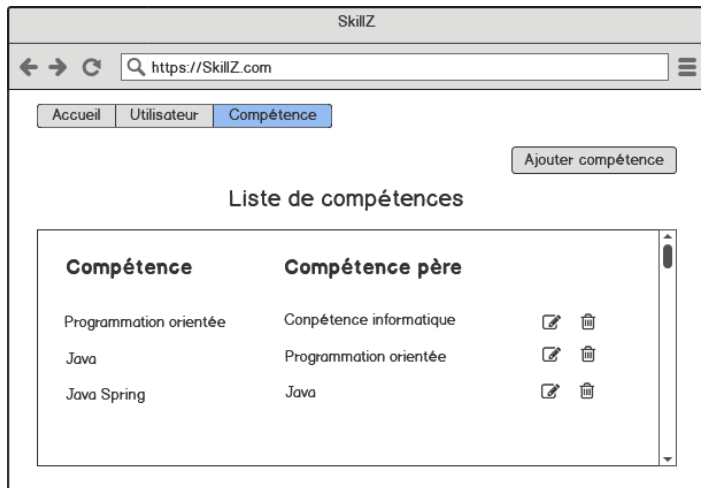 SkillZ
https://SkillZ.com
Accueil Utilisateur Compétence
Ajouter compétence
Liste de compétences
Compétence Compétence père
Programmation orientée Conpétence informatique
Java Programmation orientée
Java Spring Java